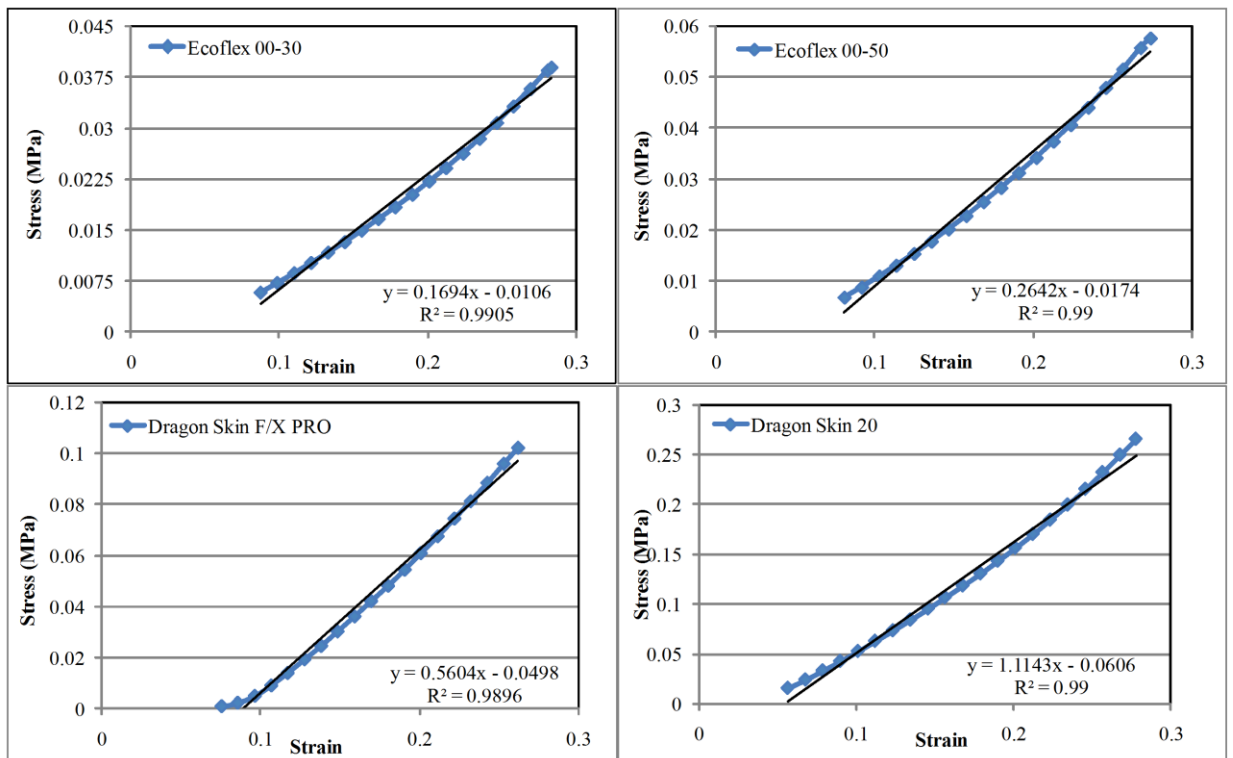 Ecoflex 00-30
Stress (MPa)
0.045
0.0375
0.03
0.0225
0.015
0.0075
0
y = 0.1694x - 0.0106
R² = 0.9905
0 0.1 0.2 0.3
Strain
Ecoflex 00-50
Stress (MPa)
0.06
0.05
0.04
0.03
0.02
0.01
0
y = 0.2642x - 0.0174
R² = 0.99
0 0.1 0.2 0.3
Strain
Dragon Skin F/X PRO
Stress (MPa)
0.12
0.1
0.08
0.06
0.04
0.02
0
y = 0.5604x - 0.0498
R² = 0.9896
0 0.1 0.2 0.3
Strain
Dragon Skin 20
Stress (MPa)
0.3
0.25
0.2
0.15
0.1
0.05
0
y = 1.1143x - 0.0606
R² = 0.99
0 0.1 0.2 0.3
Strain